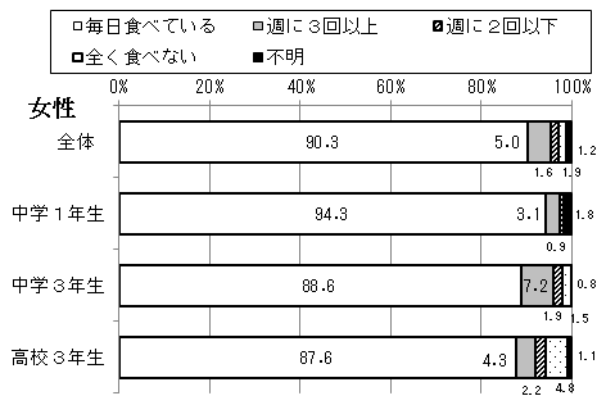 □毎日食べている ■週に3回以上 ■週に2回以下
□全く食べない ■不明
0% 20% 40% 60% 80% 100%
女性
全体 90.3 5.0 1.2
1.6 1.9
中学1年生 94.3 3.1 1.8
0.9
中学3年生 88.6 7.2 0.8
1.9 1.5
高校3年生 87.6 4.3 1.1
2.2 4.8